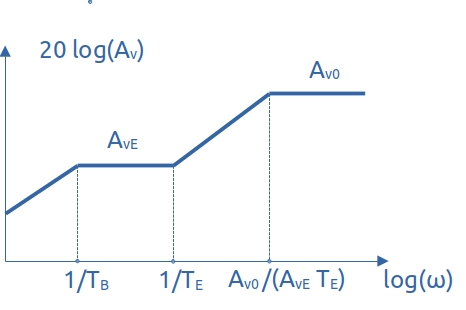 20 log(Aᵥ)
Aᵥ₀
AᵥE
1/TB
1/TE
Aᵥ₀/(AᵥE TE)
log(ω)